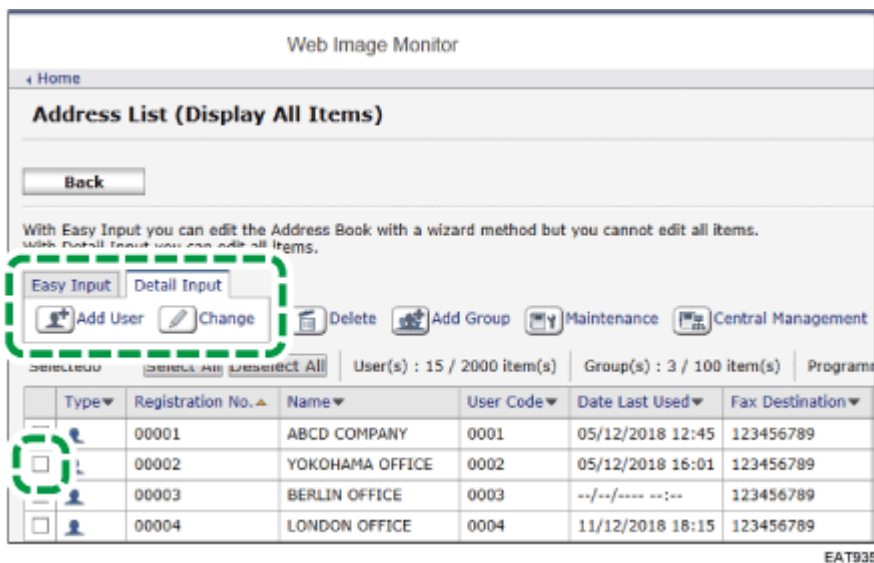 Web Image Monitor
Home
Address List (Display All Items)
Back
With Easy Input you can edit the Address Book with a wizard method but you cannot edit all items.
With Detail Input you can edit all items.
Easy Input Detail Input
Add User Change Delete Add Group Maintenance Central Management
Select All Deselect All User(s) : 15 / 2000 item(s) Group(s) : 3 / 100 item(s)
Type▼ Registration No.▲ Name▼ User Code▼ Date Last Used▼ Fax Destination▼
00001 ABCD COMPANY 0001 05/12/2018 12:45 123456789
00002 YOKOHAMA OFFICE 0002 05/12/2018 16:01 123456789
00003 BERLIN OFFICE 0003 --/--/---- --:-- 123456789
00004 LONDON OFFICE 0004 11/12/2018 18:15 123456789
EAT935